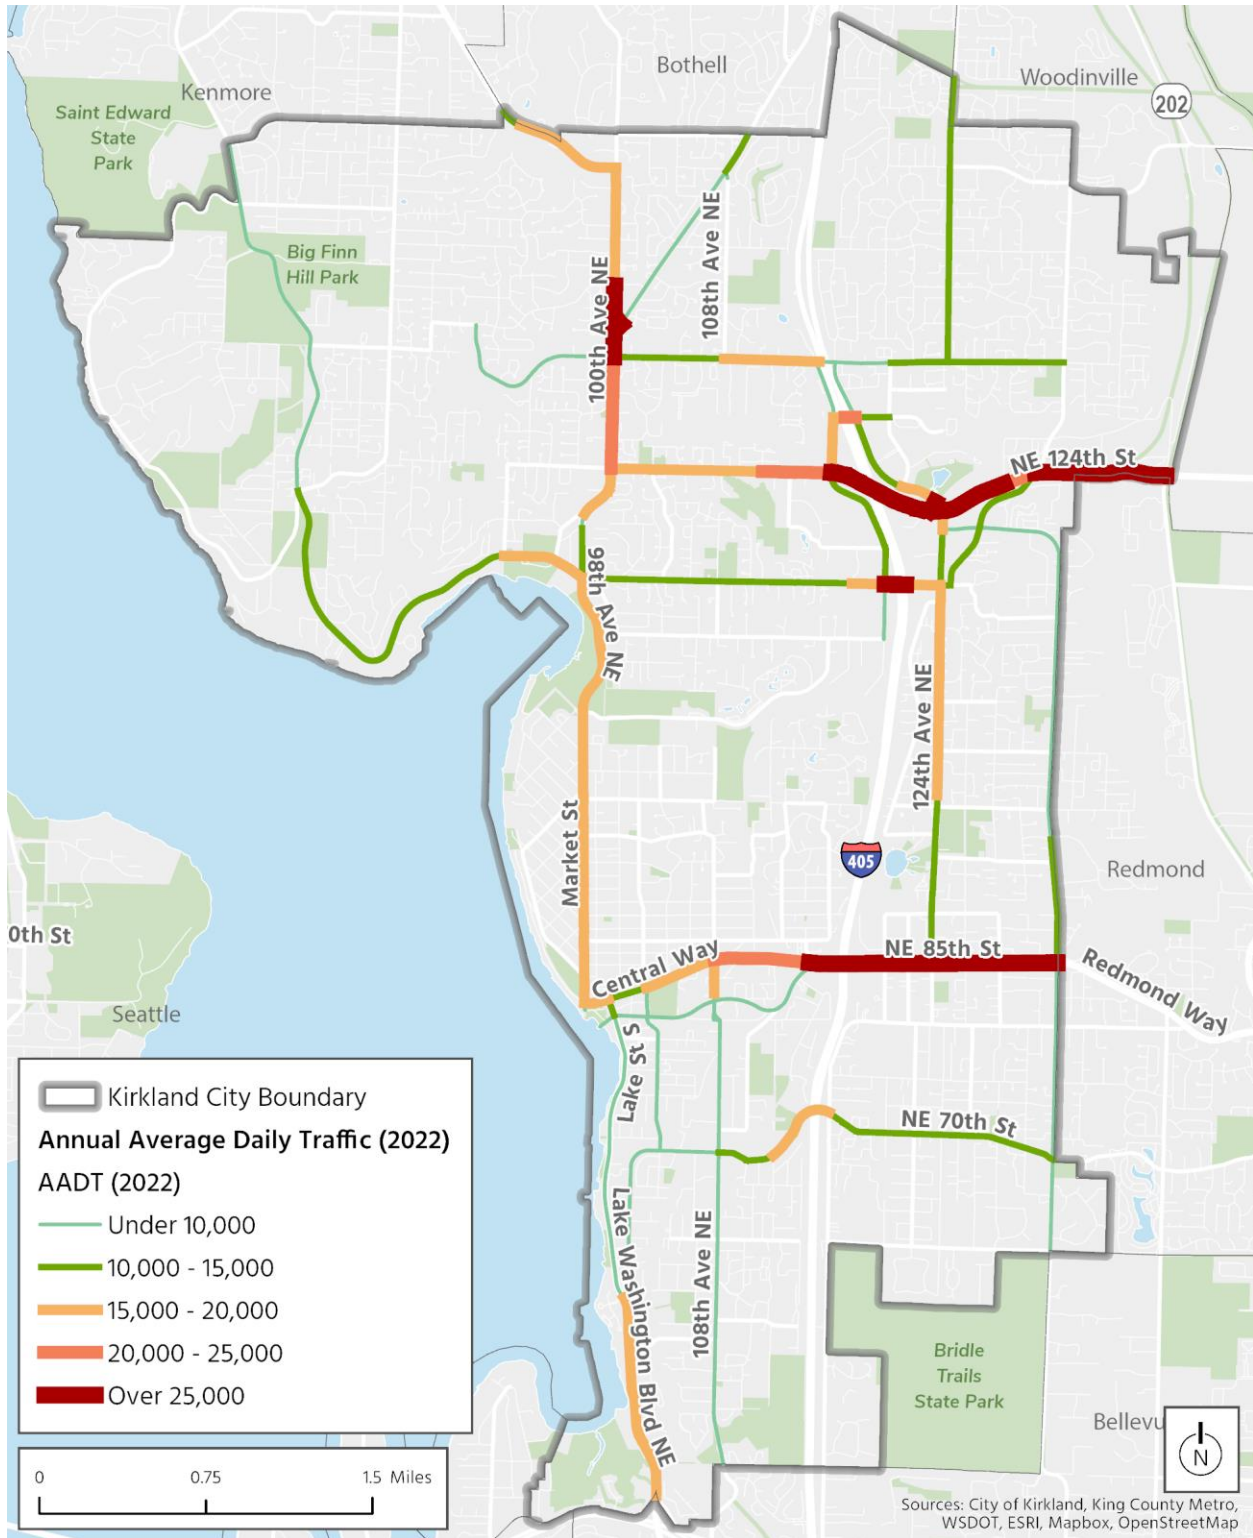 Kenmore
Bothell
Woodinville
202
Saint Edward
State
Park
Big Finn
Hill Park
108th Ave NE
100th Ave NE
NE 124th St
98th Ave NE
124th Ave NE
Market St
405
Redmond
0th St
Central Way
NE 85th St
Redmond Way
Seattle
Lake St S
NE 70th St
Lake Washington Blvd NE
108th Ave NE
Bridle
Trails
State Park
Bellevu
Kirkland City Boundary
Annual Average Daily Traffic (2022)
AADT (2022)
Under 10,000
10,000 - 15,000
15,000 - 20,000
20,000 - 25,000
Over 25,000
0 0.75 1.5 Miles
N
Sources: City of Kirkland, King County Metro,
WSDOT, ESRI, Mapbox, OpenStreetMap